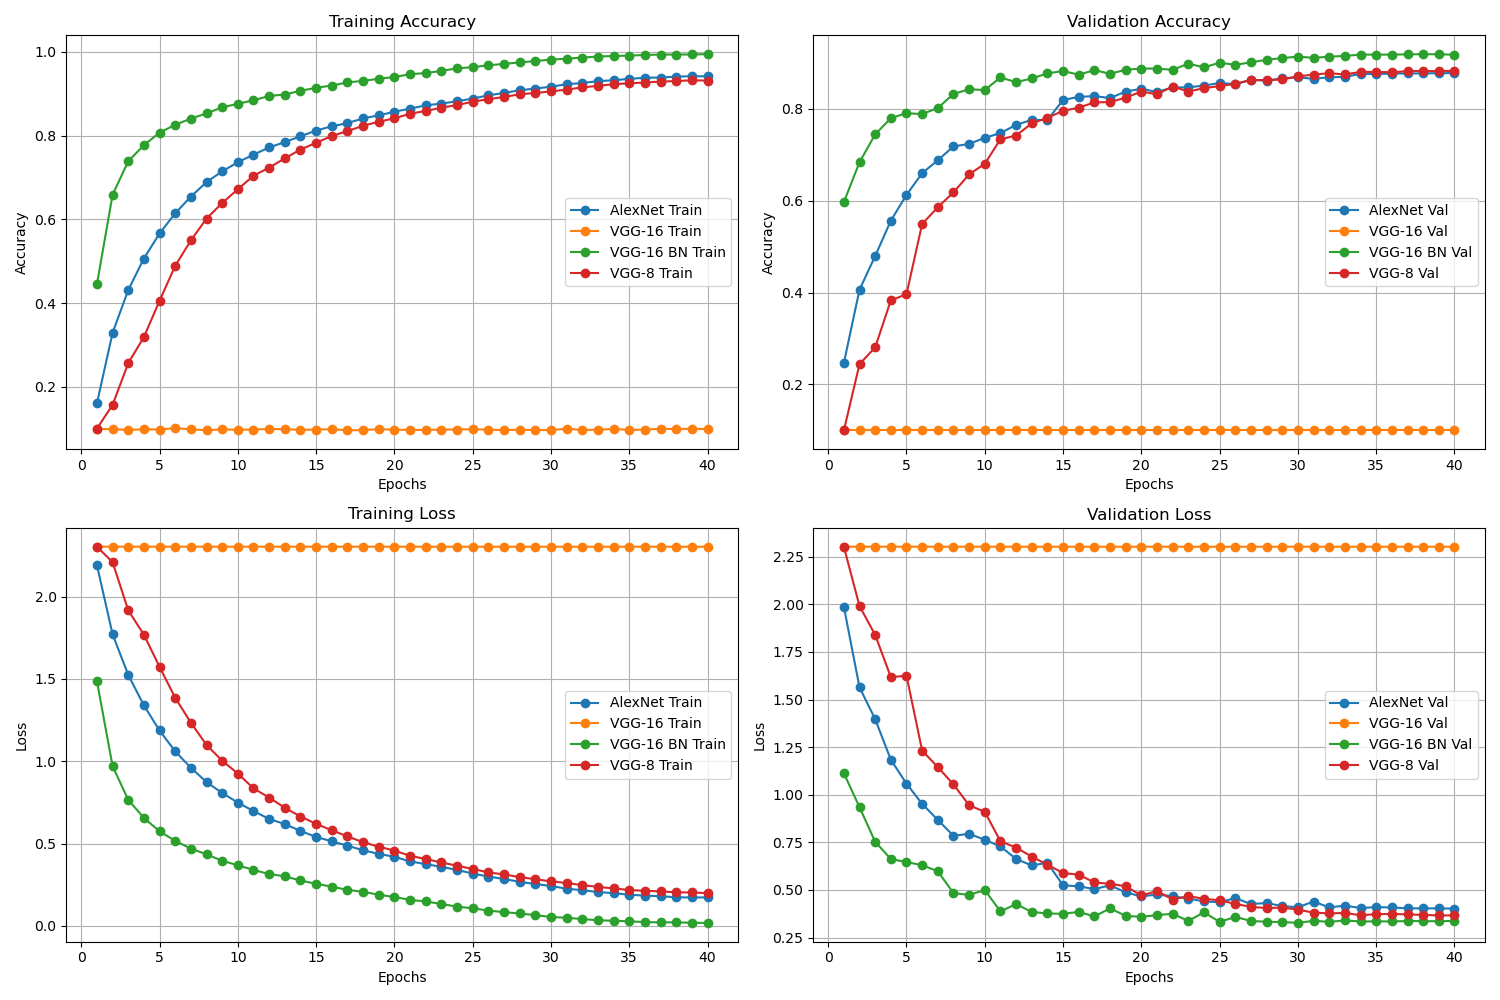 Training Accuracy
Accuracy
1.0
0.8
0.6
0.4
0.2
AlexNet Train
VGG-16 Train
VGG-16 BN Train
VGG-8 Train
0 5 10 15 20 25 30 35 40
Epochs
Validation Accuracy
Accuracy
0.8
0.6
0.4
0.2
AlexNet Val
VGG-16 Val
VGG-16 BN Val
VGG-8 Val
0 5 10 15 20 25 30 35 40
Epochs
Training Loss
Loss
2.0
1.5
1.0
0.5
0.0
AlexNet Train
VGG-16 Train
VGG-16 BN Train
VGG-8 Train
0 5 10 15 20 25 30 35 40
Epochs
Validation Loss
Loss
2.25
2.00
1.75
1.50
1.25
1.00
0.75
0.50
0.25
AlexNet Val
VGG-16 Val
VGG-16 BN Val
VGG-8 Val
0 5 10 15 20 25 30 35 40
Epochs